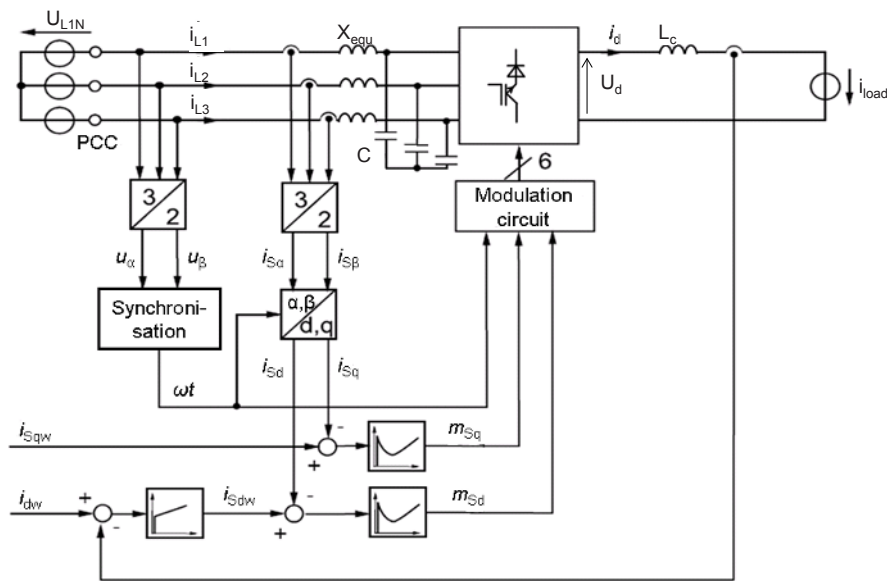 U_L1N
i_L1
X_equ
i_d
L_c
i_L2
U_d
i_load
i_L3
PCC
C
6
3
2
3
2
Modulation
circuit
u_α
u_β
i_Sα
i_Sβ
Synchroni-
sation
α,β
d,q
i_Sd
i_Sq
ωt
i_Sqw
-
+
m_Sq
i_dw
+
-
i_Sdw
-
+
m_Sd